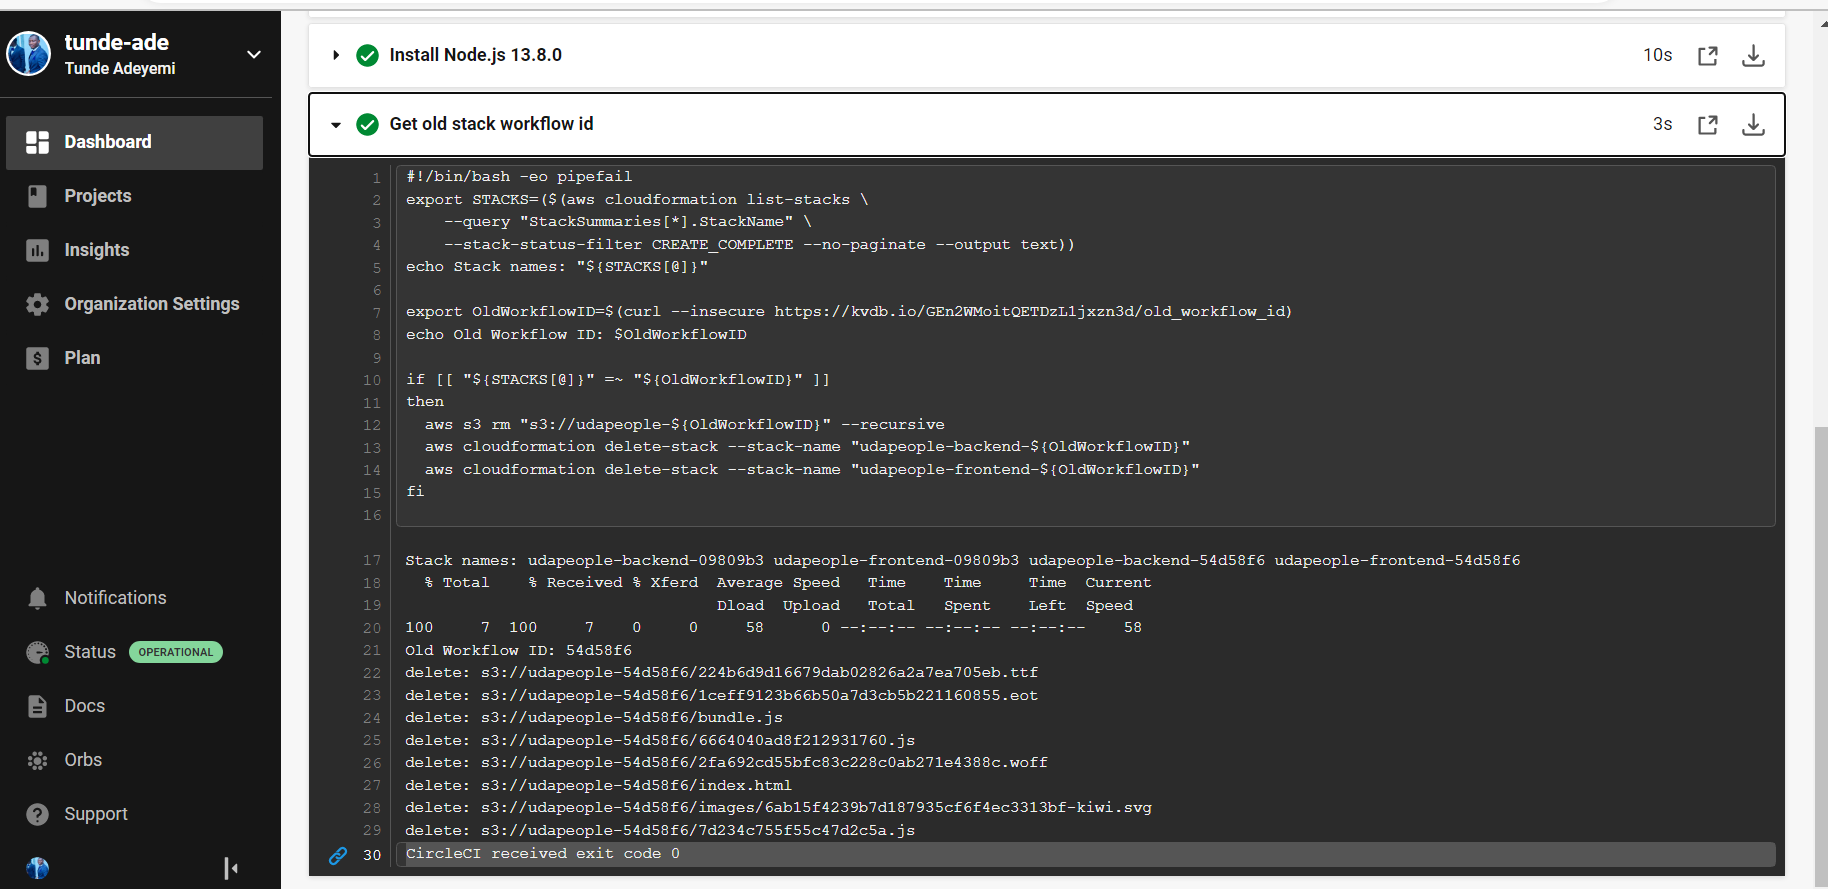 tunde-ade
Tunde Adeyemi
Dashboard
Projects
Insights
Organization Settings
Plan
Notifications
Status OPERATIONAL
Docs
Orbs
Support
Install Node.js 13.8.0 10s
Get old stack workflow id 3s
1 #!/bin/bash -eo pipefail
2 export STACKS=($(aws cloudformation list-stacks \
3 --query "StackSummaries[*].StackName" \
4 --stack-status-filter CREATE_COMPLETE --no-paginate --output text))
5 echo Stack names: "${STACKS[@]}"
6
7 export OldWorkflowID=$(curl --insecure https://kvdb.io/GEn2WMoitQETDzL1jxzn3d/old_workflow_id)
8 echo Old Workflow ID: $OldWorkflowID
9
10 if [[ "${STACKS[@]}" =~ "${OldWorkflowID}" ]]
11 then
12 aws s3 rm "s3://udapeople-${OldWorkflowID}" --recursive
13 aws cloudformation delete-stack --stack-name "udapeople-backend-${OldWorkflowID}"
14 aws cloudformation delete-stack --stack-name "udapeople-frontend-${OldWorkflowID}"
15 fi
16
17 Stack names: udapeople-backend-09809b3 udapeople-frontend-09809b3 udapeople-backend-54d58f6 udapeople-frontend-54d58f6
18 % Total % Received % Xferd Average Speed Time Time Time Current
19 Dload Upload Total Spent Left Speed
20 100 7 100 7 0 0 58 0 --:--:-- --:--:-- --:--:-- 58
21 Old Workflow ID: 54d58f6
22 delete: s3://udapeople-54d58f6/224b6d9d16679dab02826a2a7ea705eb.ttf
23 delete: s3://udapeople-54d58f6/1ceff9123b66b50a7d3cb5b221160855.eot
24 delete: s3://udapeople-54d58f6/bundle.js
25 delete: s3://udapeople-54d58f6/6664040ad8f212931760.js
26 delete: s3://udapeople-54d58f6/2fa692cd55bfc83c228c0ab271e4388c.woff
27 delete: s3://udapeople-54d58f6/index.html
28 delete: s3://udapeople-54d58f6/images/6ab15f4239b7d187935cf6f4ec3313bf-kiwi.svg
29 delete: s3://udapeople-54d58f6/7d234c755f55c47d2c5a.js
30 CircleCI received exit code 0